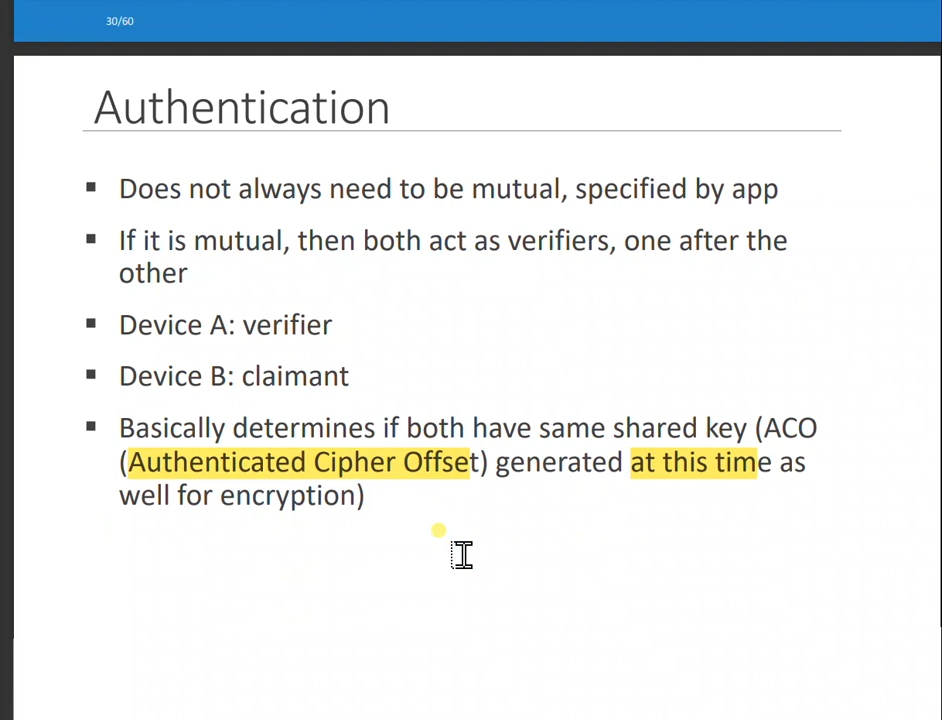 30/60
Authentication
▪ Does not always need to be mutual, specified by app
▪ If it is mutual, then both act as verifiers, one after the
other
▪ Device A: verifier
▪ Device B: claimant
▪ Basically determines if both have same shared key (ACO
(Authenticated Cipher Offset) generated at this time as
well for encryption)